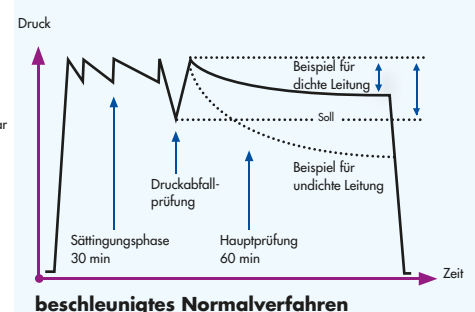 Druck
Beispiel für
dichte Leitung
ar
Soll
Beispiel für
undichte Leitung
Druckabfall-
prüfung
Sättingungsphase
30 min
Hauptprüfung
60 min
Zeit
beschleunigtes Normalverfahren